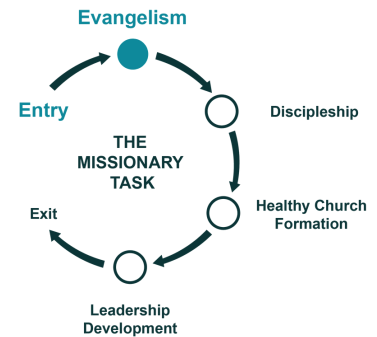 Evangelism
Entry
Discipleship
THE
MISSIONARY
TASK
Healthy Church
Formation
Exit
Leadership
Development